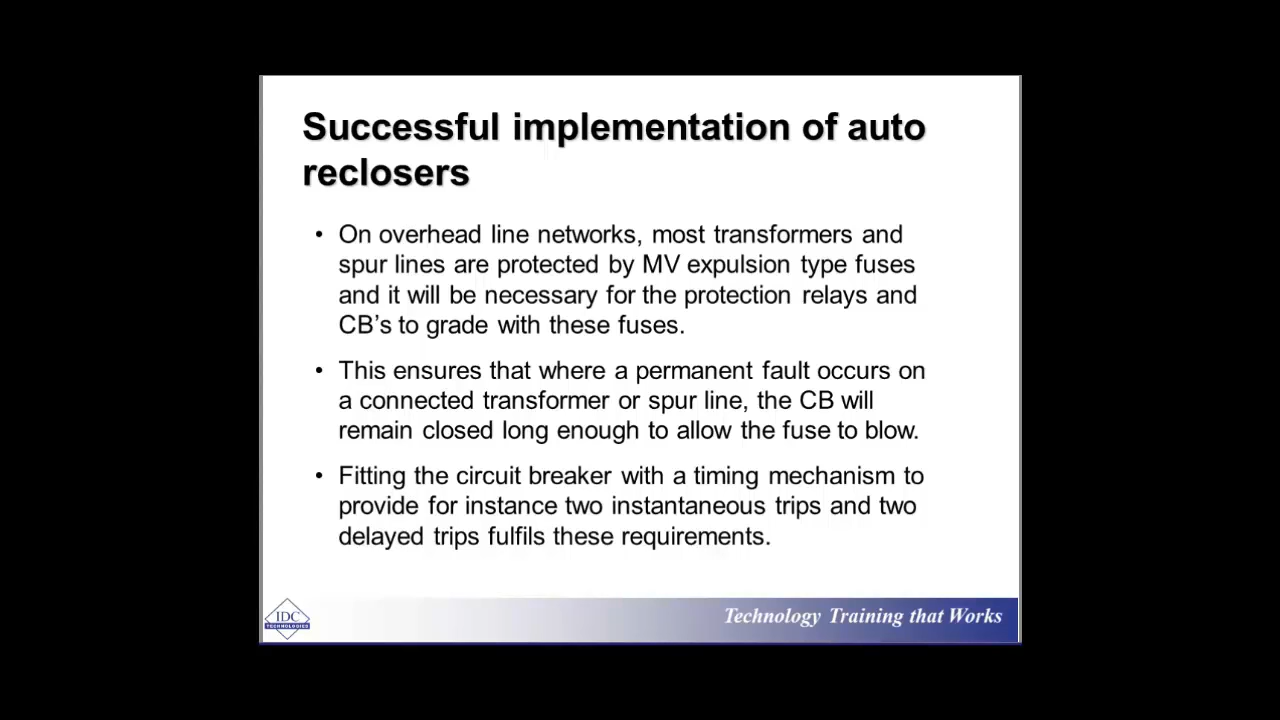 Successful implementation of auto
reclosers
• On overhead line networks, most transformers and
spur lines are protected by MV expulsion type fuses
and it will be necessary for the protection relays and
CB’s to grade with these fuses.
• This ensures that where a permanent fault occurs on
a connected transformer or spur line, the CB will
remain closed long enough to allow the fuse to blow.
• Fitting the circuit breaker with a timing mechanism to
provide for instance two instantaneous trips and two
delayed trips fulfils these requirements.
IDC
TECHNOLOGIES
Technology Training that Works